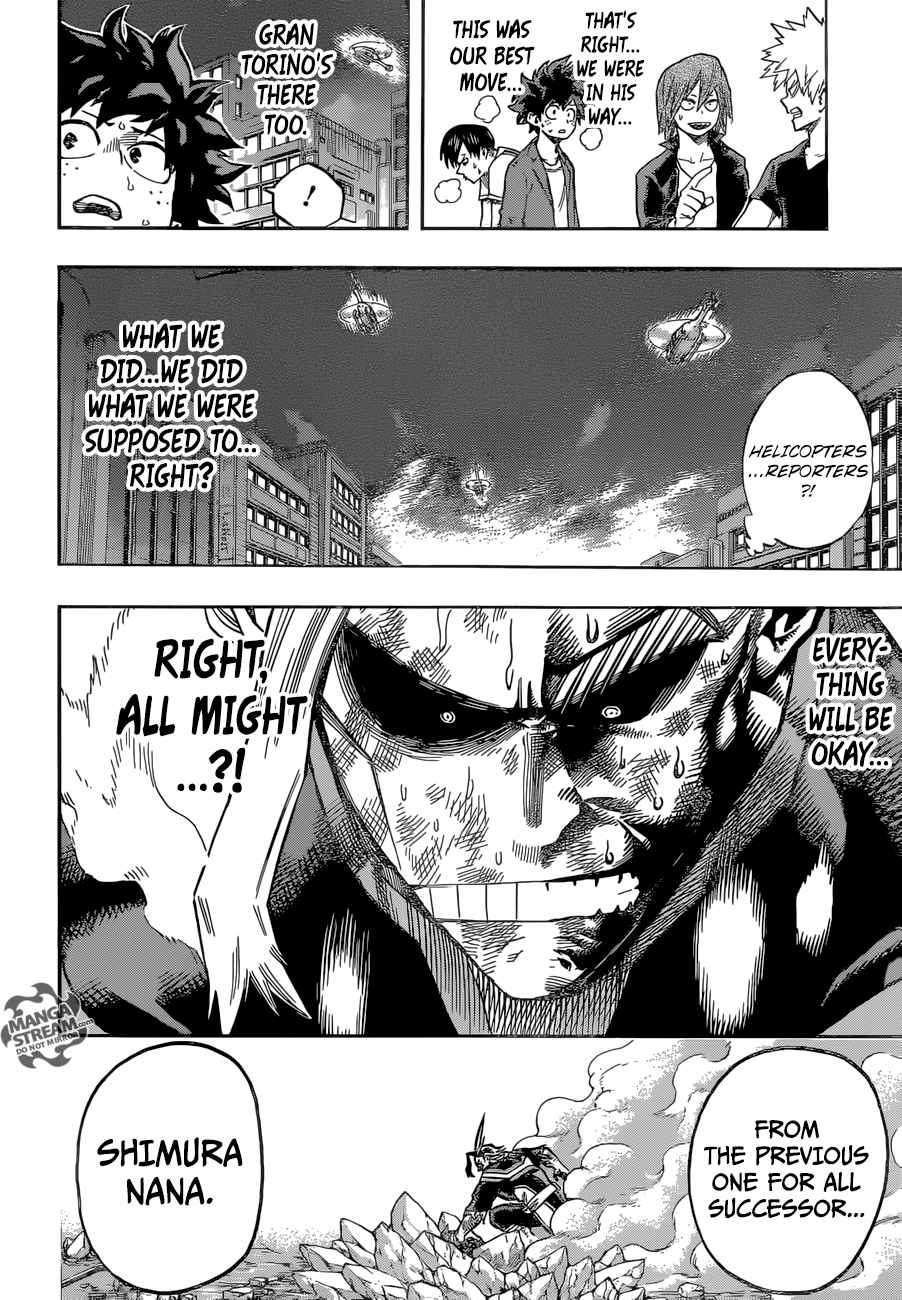 THAT'S
RIGHT...
WE WERE
IN HIS
WAY...
THIS WAS
OUR BEST
MOVE...
GRAN
TORINO'S
THERE
TOO.
!
HELICOPTERS
...REPORTERS
?!
WHAT WE
DID...WE DID
WHAT WE WERE
SUPPOSED TO...
RIGHT?
EVERY-
THING
WILL BE
OKAY...
RIGHT,
ALL MIGHT
...?!
MANGA
STREAM.com
DO NOT MIRROR
FROM
THE PREVIOUS
ONE FOR ALL
SUCCESSOR...
SHIMURA
NANA.